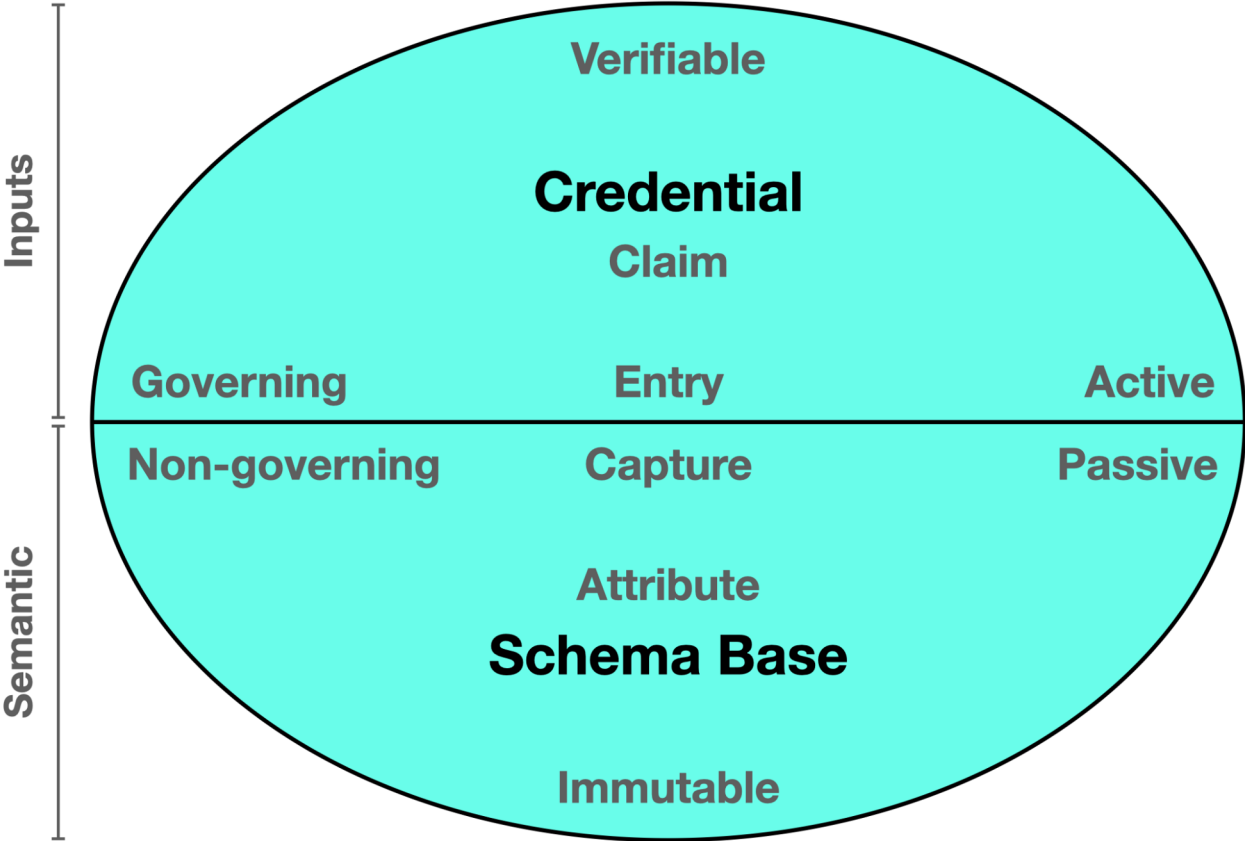 Verifiable
Credential
Claim
Inputs
Governing Entry Active
Non-governing Capture Passive
Attribute
Semantic
Schema Base
Immutable